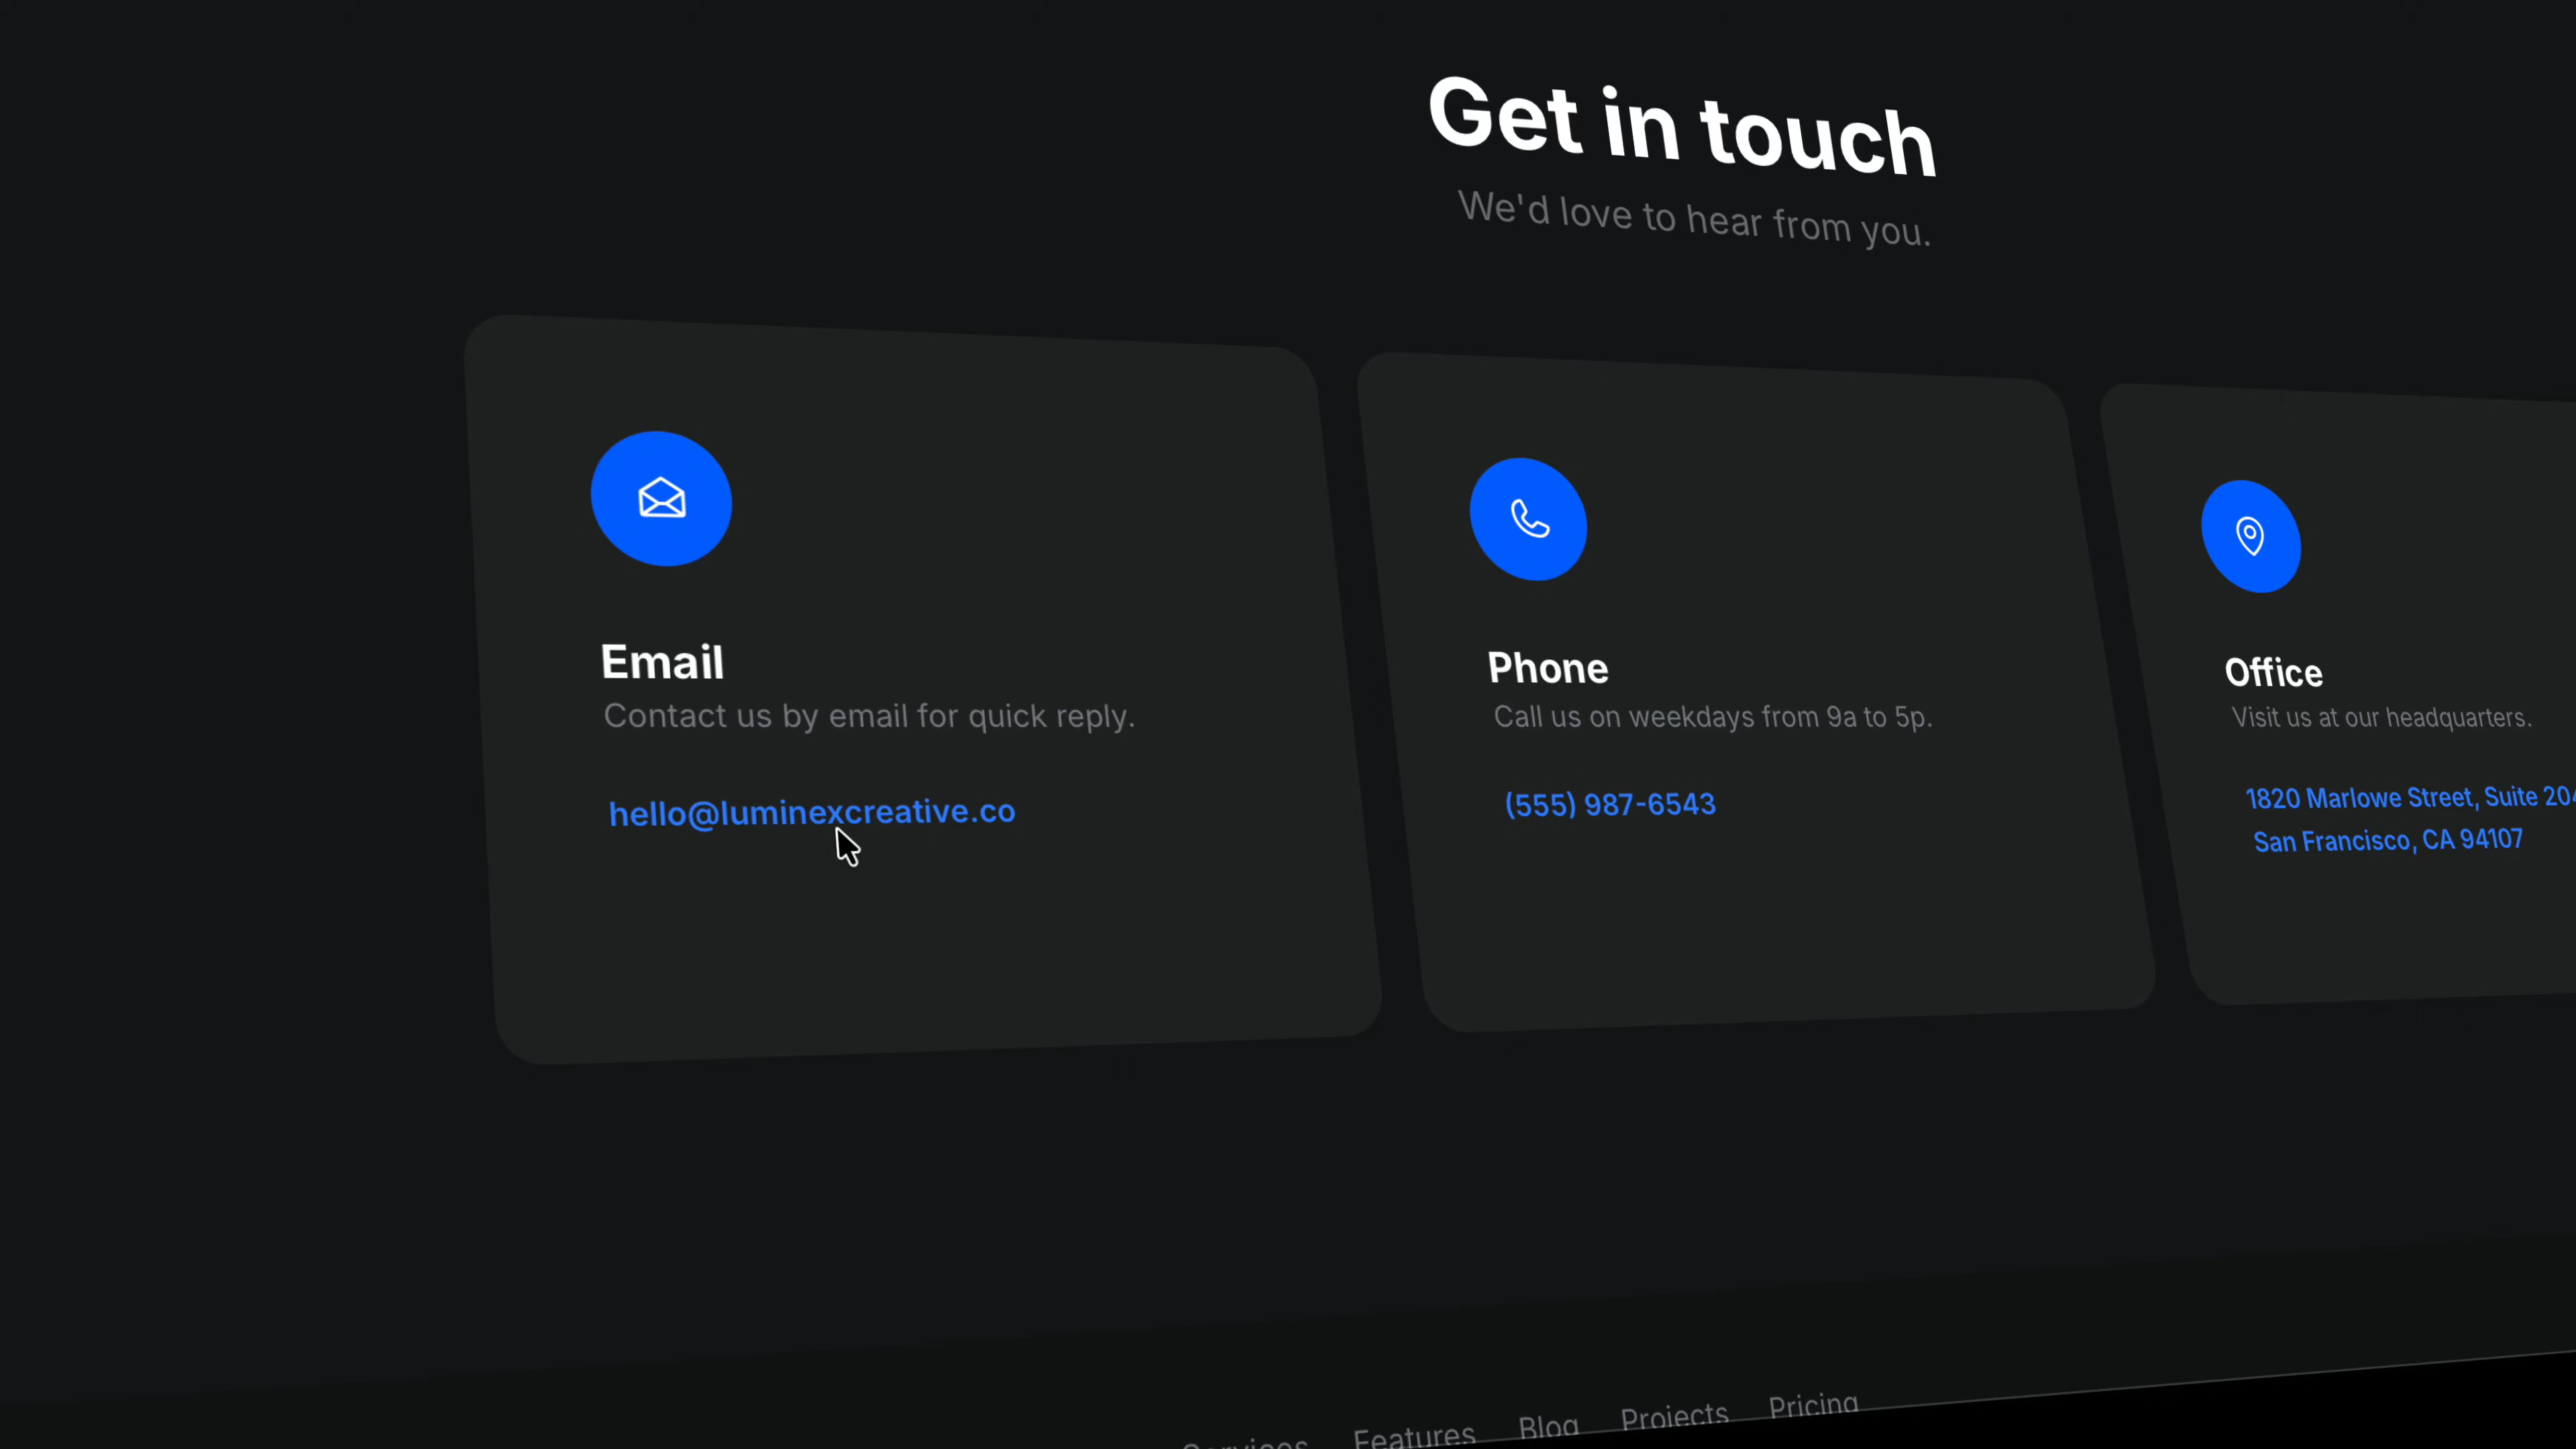 Get in touch
We'd love to hear from you.
Email
Contact us by email for quick reply.
hello@luminexcreative.co
Phone
Call us on weekdays from 9a to 5p.
(555) 987-6543
Office
Visit us at our headquarters.
1820 Marlowe Street, Suite 204
San Francisco, CA 94107
Services Features Blog Projects Pricing